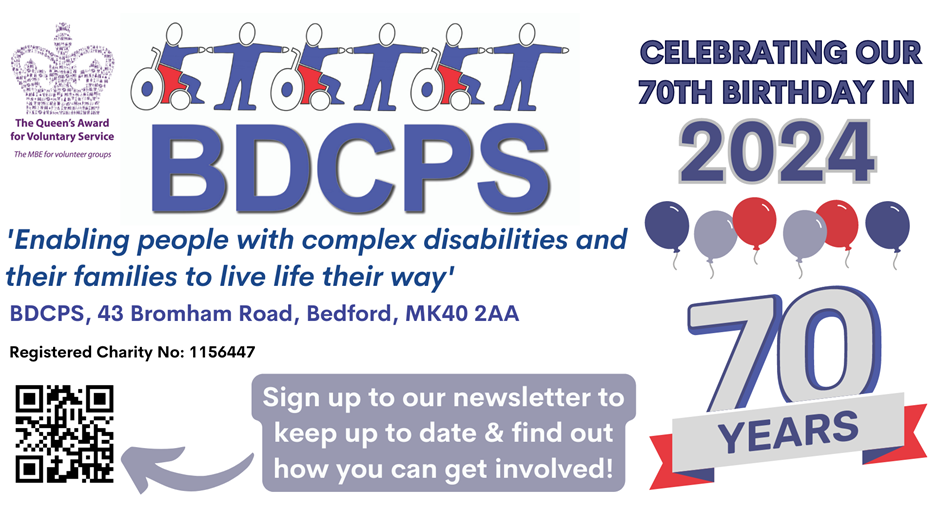 The Queen's Award
for Voluntary Service
The MBE for volunteer groups
BDCPS
'Enabling people with complex disabilities and
their families to live life their way'
BDCPS, 43 Bromham Road, Bedford, MK40 2AA
Registered Charity No: 1156447
Sign up to our newsletter to
keep up to date & find out
how you can get involved!
CELEBRATING OUR
70TH BIRTHDAY IN
2024
70
YEARS